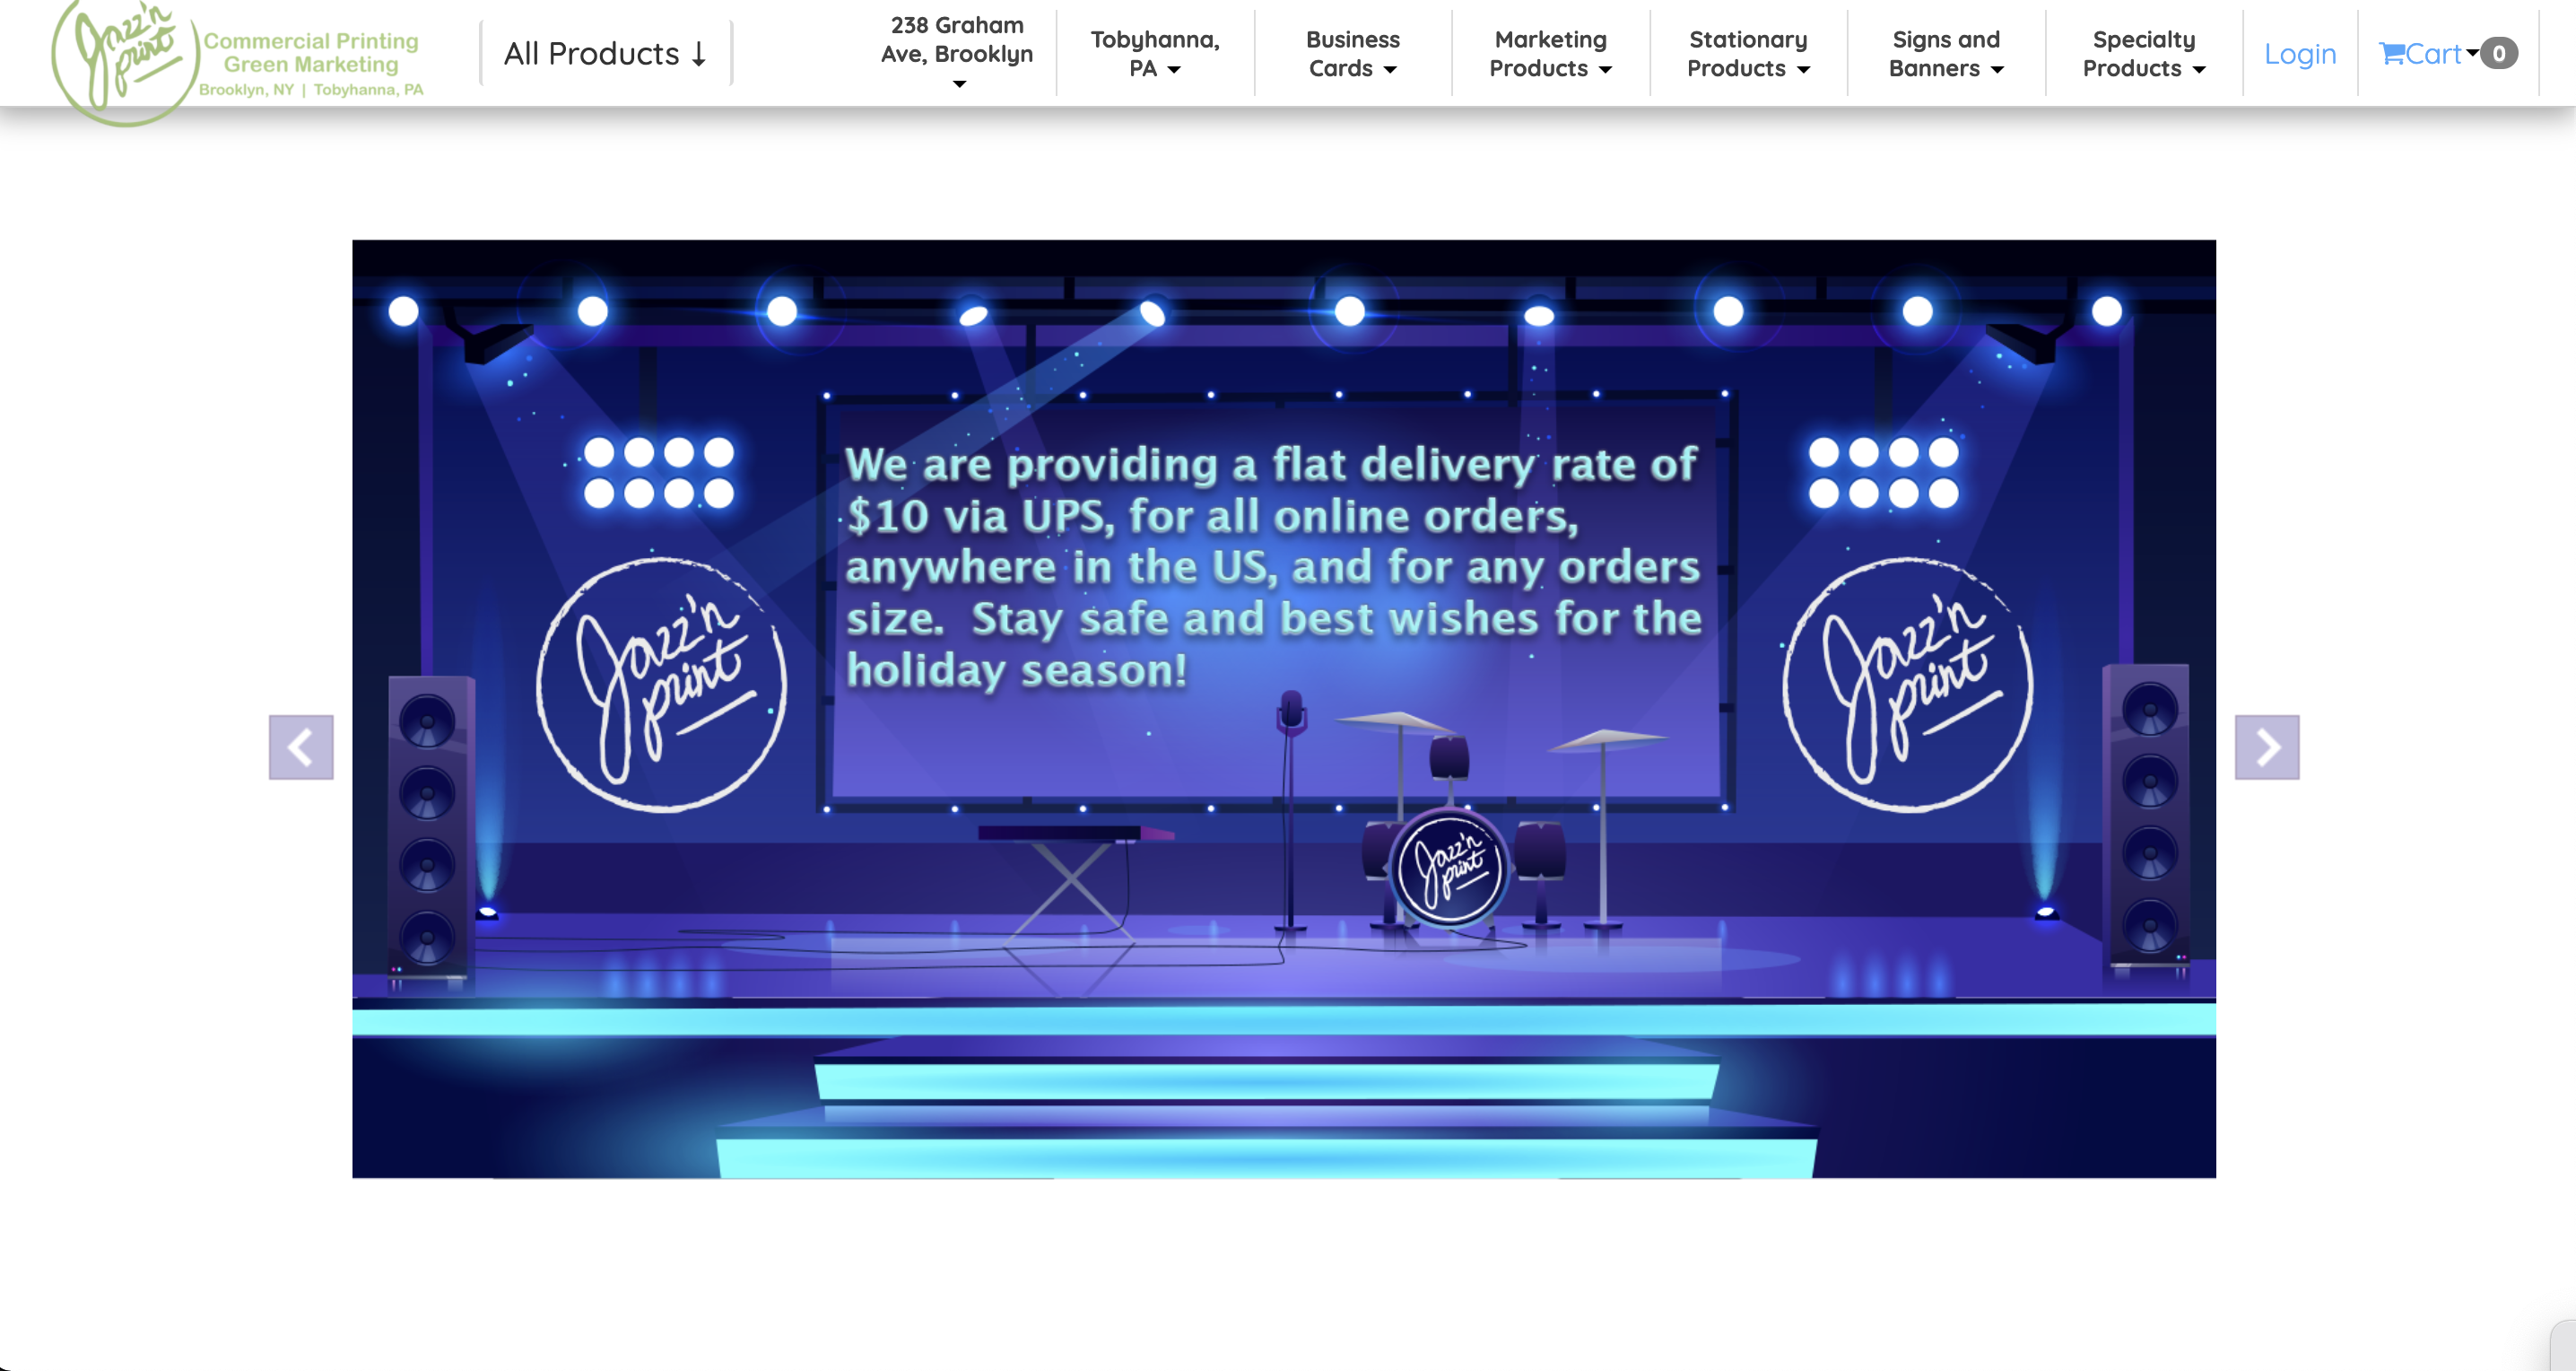 Jazz'n
print
Commercial Printing
Green Marketing
Brooklyn, NY | Tobyhanna, PA
All Products ↓
238 Graham
Ave, Brooklyn
Tobyhanna,
PA
Business
Cards
Marketing
Products
Stationary
Products
Signs and
Banners
Specialty
Products
Login
Cart 0
We are providing a flat delivery rate of
$10 via UPS, for all online orders,
anywhere in the US, and for any orders
size.  Stay safe and best wishes for the
holiday season!
Jazz'n
print
Jazz'n
print
Jazz'n
print